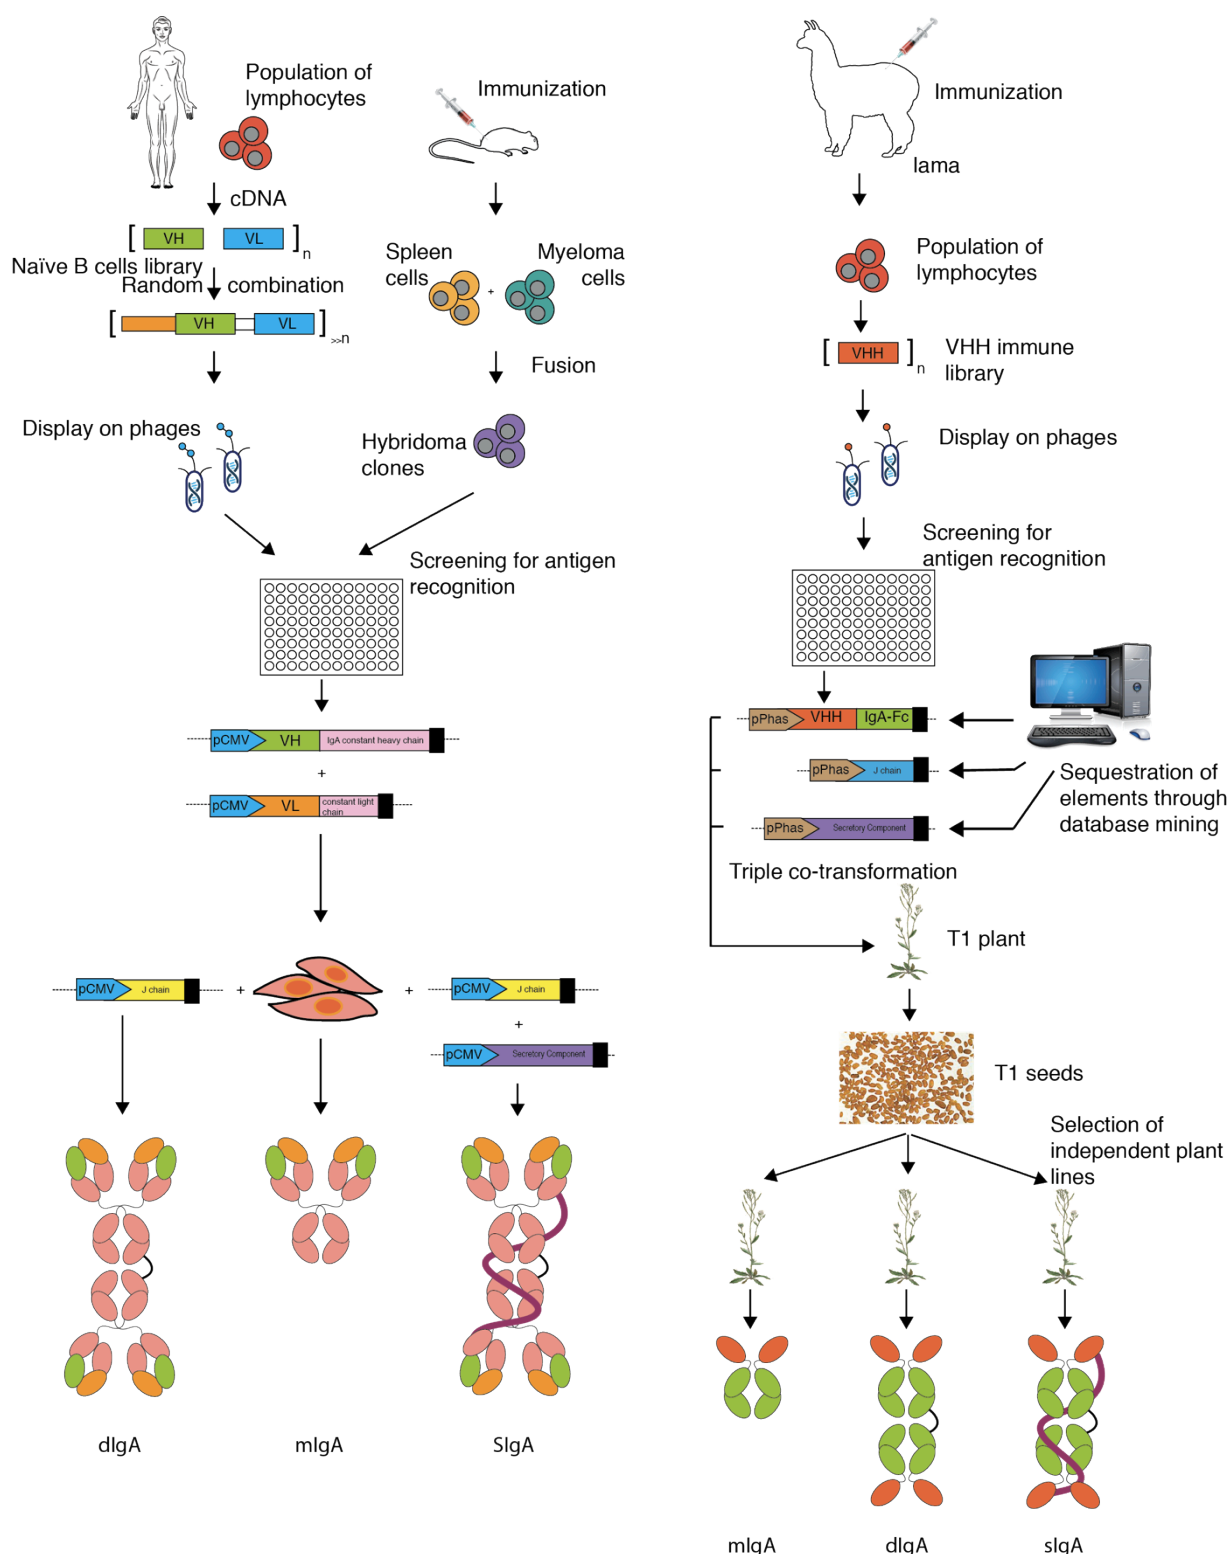 Population of
lymphocytes
cDNA
[ VH VL ]n
Naïve B cells library
Random combination
[ VH VL ]>>n
Display on phages
Immunization
Spleen
cells
+
Myeloma
cells
Fusion
Hybridoma
clones
Screening for antigen
recognition
pCMV VH IgA constant heavy chain
+
pCMV VL constant light
chain
pCMV J chain
+
+
pCMV J chain
+
pCMV Secretory Component
dIgA
mIgA
SIgA
Immunization
lama
Population of
lymphocytes
[ VHH ]n
VHH immune
library
Display on phages
Screening for
antigen recognition
pPhas VHH IgA-Fc
pPhas J chain
pPhas Secretory Component
Sequestration of
elements through
database mining
Triple co-transformation
T1 plant
T1 seeds
Selection of
independent plant
lines
mIgA
dIgA
sIgA